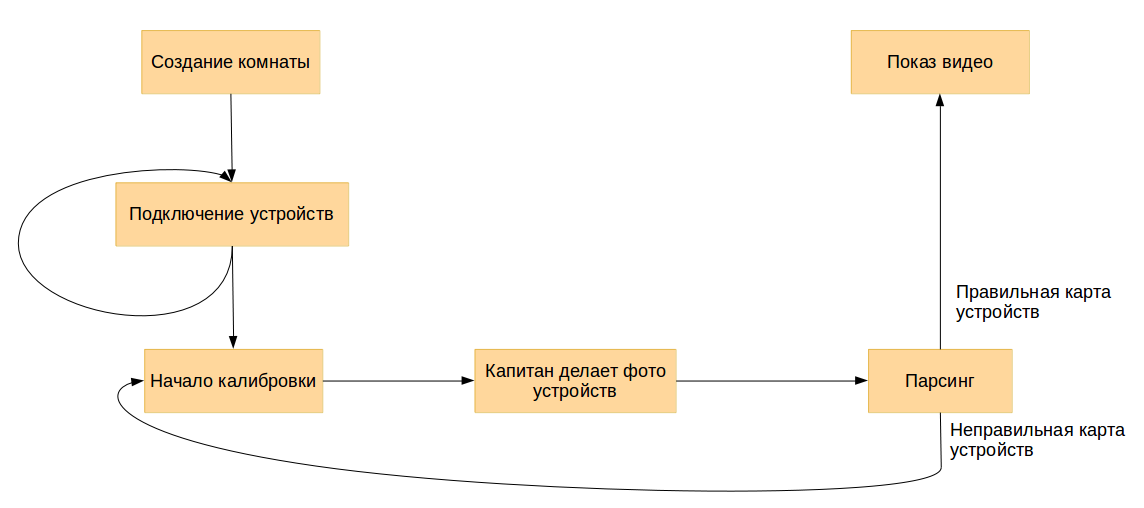 Создание комнаты
Показ видео
Подключение устройств
Правильная карта
устройств
Начало калибровки
Капитан делает фото
устройств
Парсинг
Неправильная карта
устройств